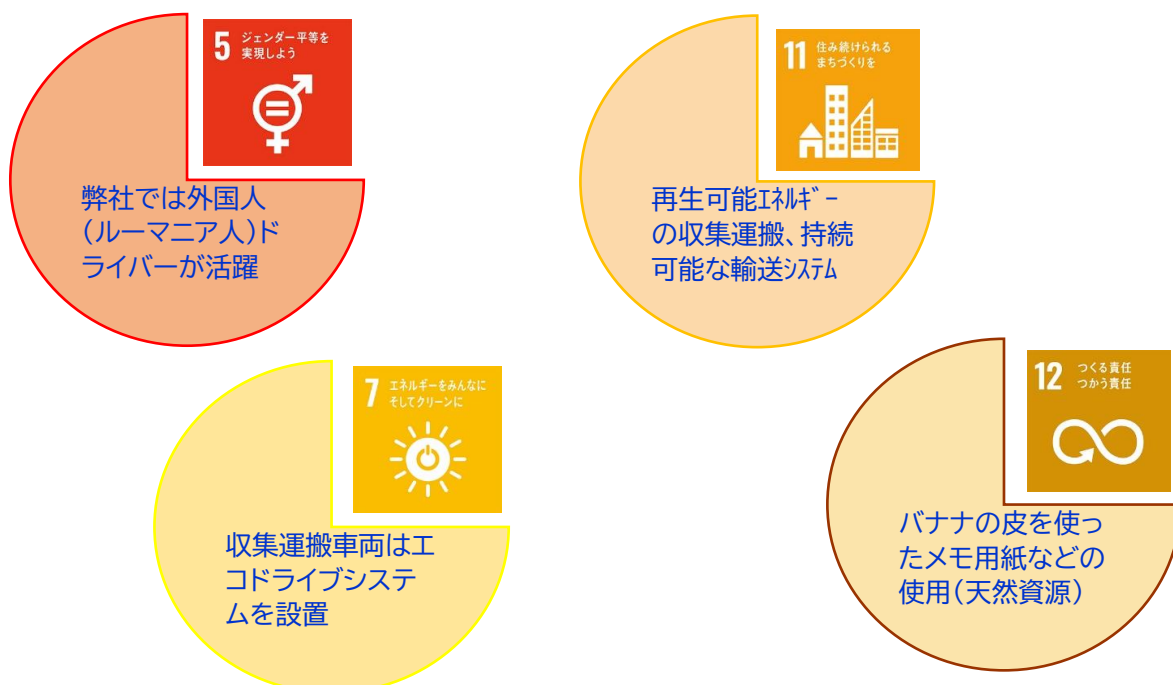 5 ジェンダー平等を
実現しよう
弊社では外国人
(ルーマニア人)ド
ライバーが活躍
11 住み続けられる
まちづくりを
再生可能ｴﾈﾙｷﾞｰ
の収集運搬、持続
可能な輸送ｼｽﾃﾑ
7 エネルギーをみんなに
そしてクリーンに
収集運搬車両はエ
コドライブシステ
ムを設置
12 つくる責任
つかう責任
バナナの皮を使っ
たメモ用紙などの
使用(天然資源)